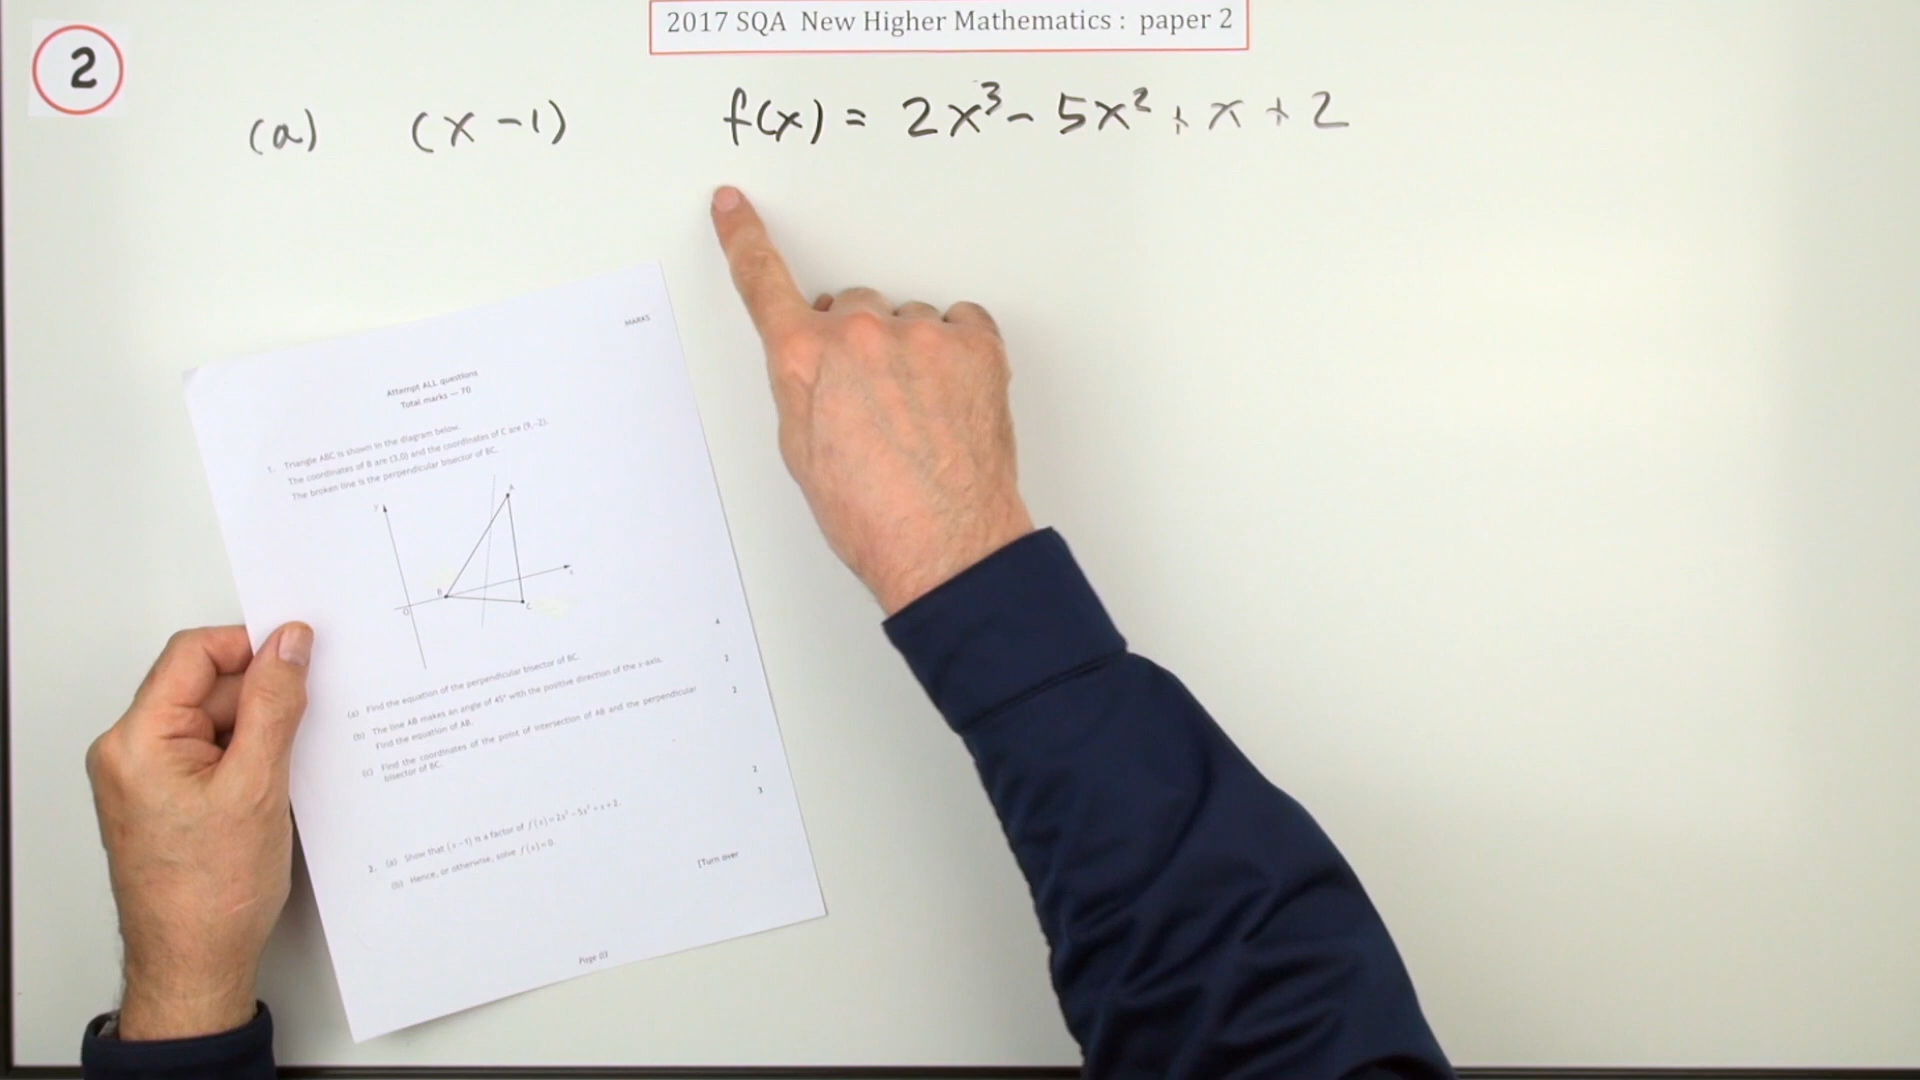 2017 SQA New Higher Mathematics : paper 2
2
(a) (x -1) f(x) = 2x³ - 5x² + x + 2
MARKS
Attempt ALL questions
Total marks — 70
1. Triangle ABC is shown in the diagram below.
The coordinates of B are (3,0) and the coordinates of C are (9,-2).
The broken line is the perpendicular bisector of BC.
y
A
x
B
O
C
(a) Find the equation of the perpendicular bisector of BC. 4
(b) The line AB makes an angle of 45° with the positive direction of the x-axis.
Find the equation of AB. 2
(c) Find the coordinates of the point of intersection of AB and the perpendicular
bisector of BC. 2
2. (a) Show that (x-1) is a factor of f(x)=2x³-5x²+x+2. 2
(b) Hence, or otherwise, solve f(x)=0. 3
[Turn over
Page 03